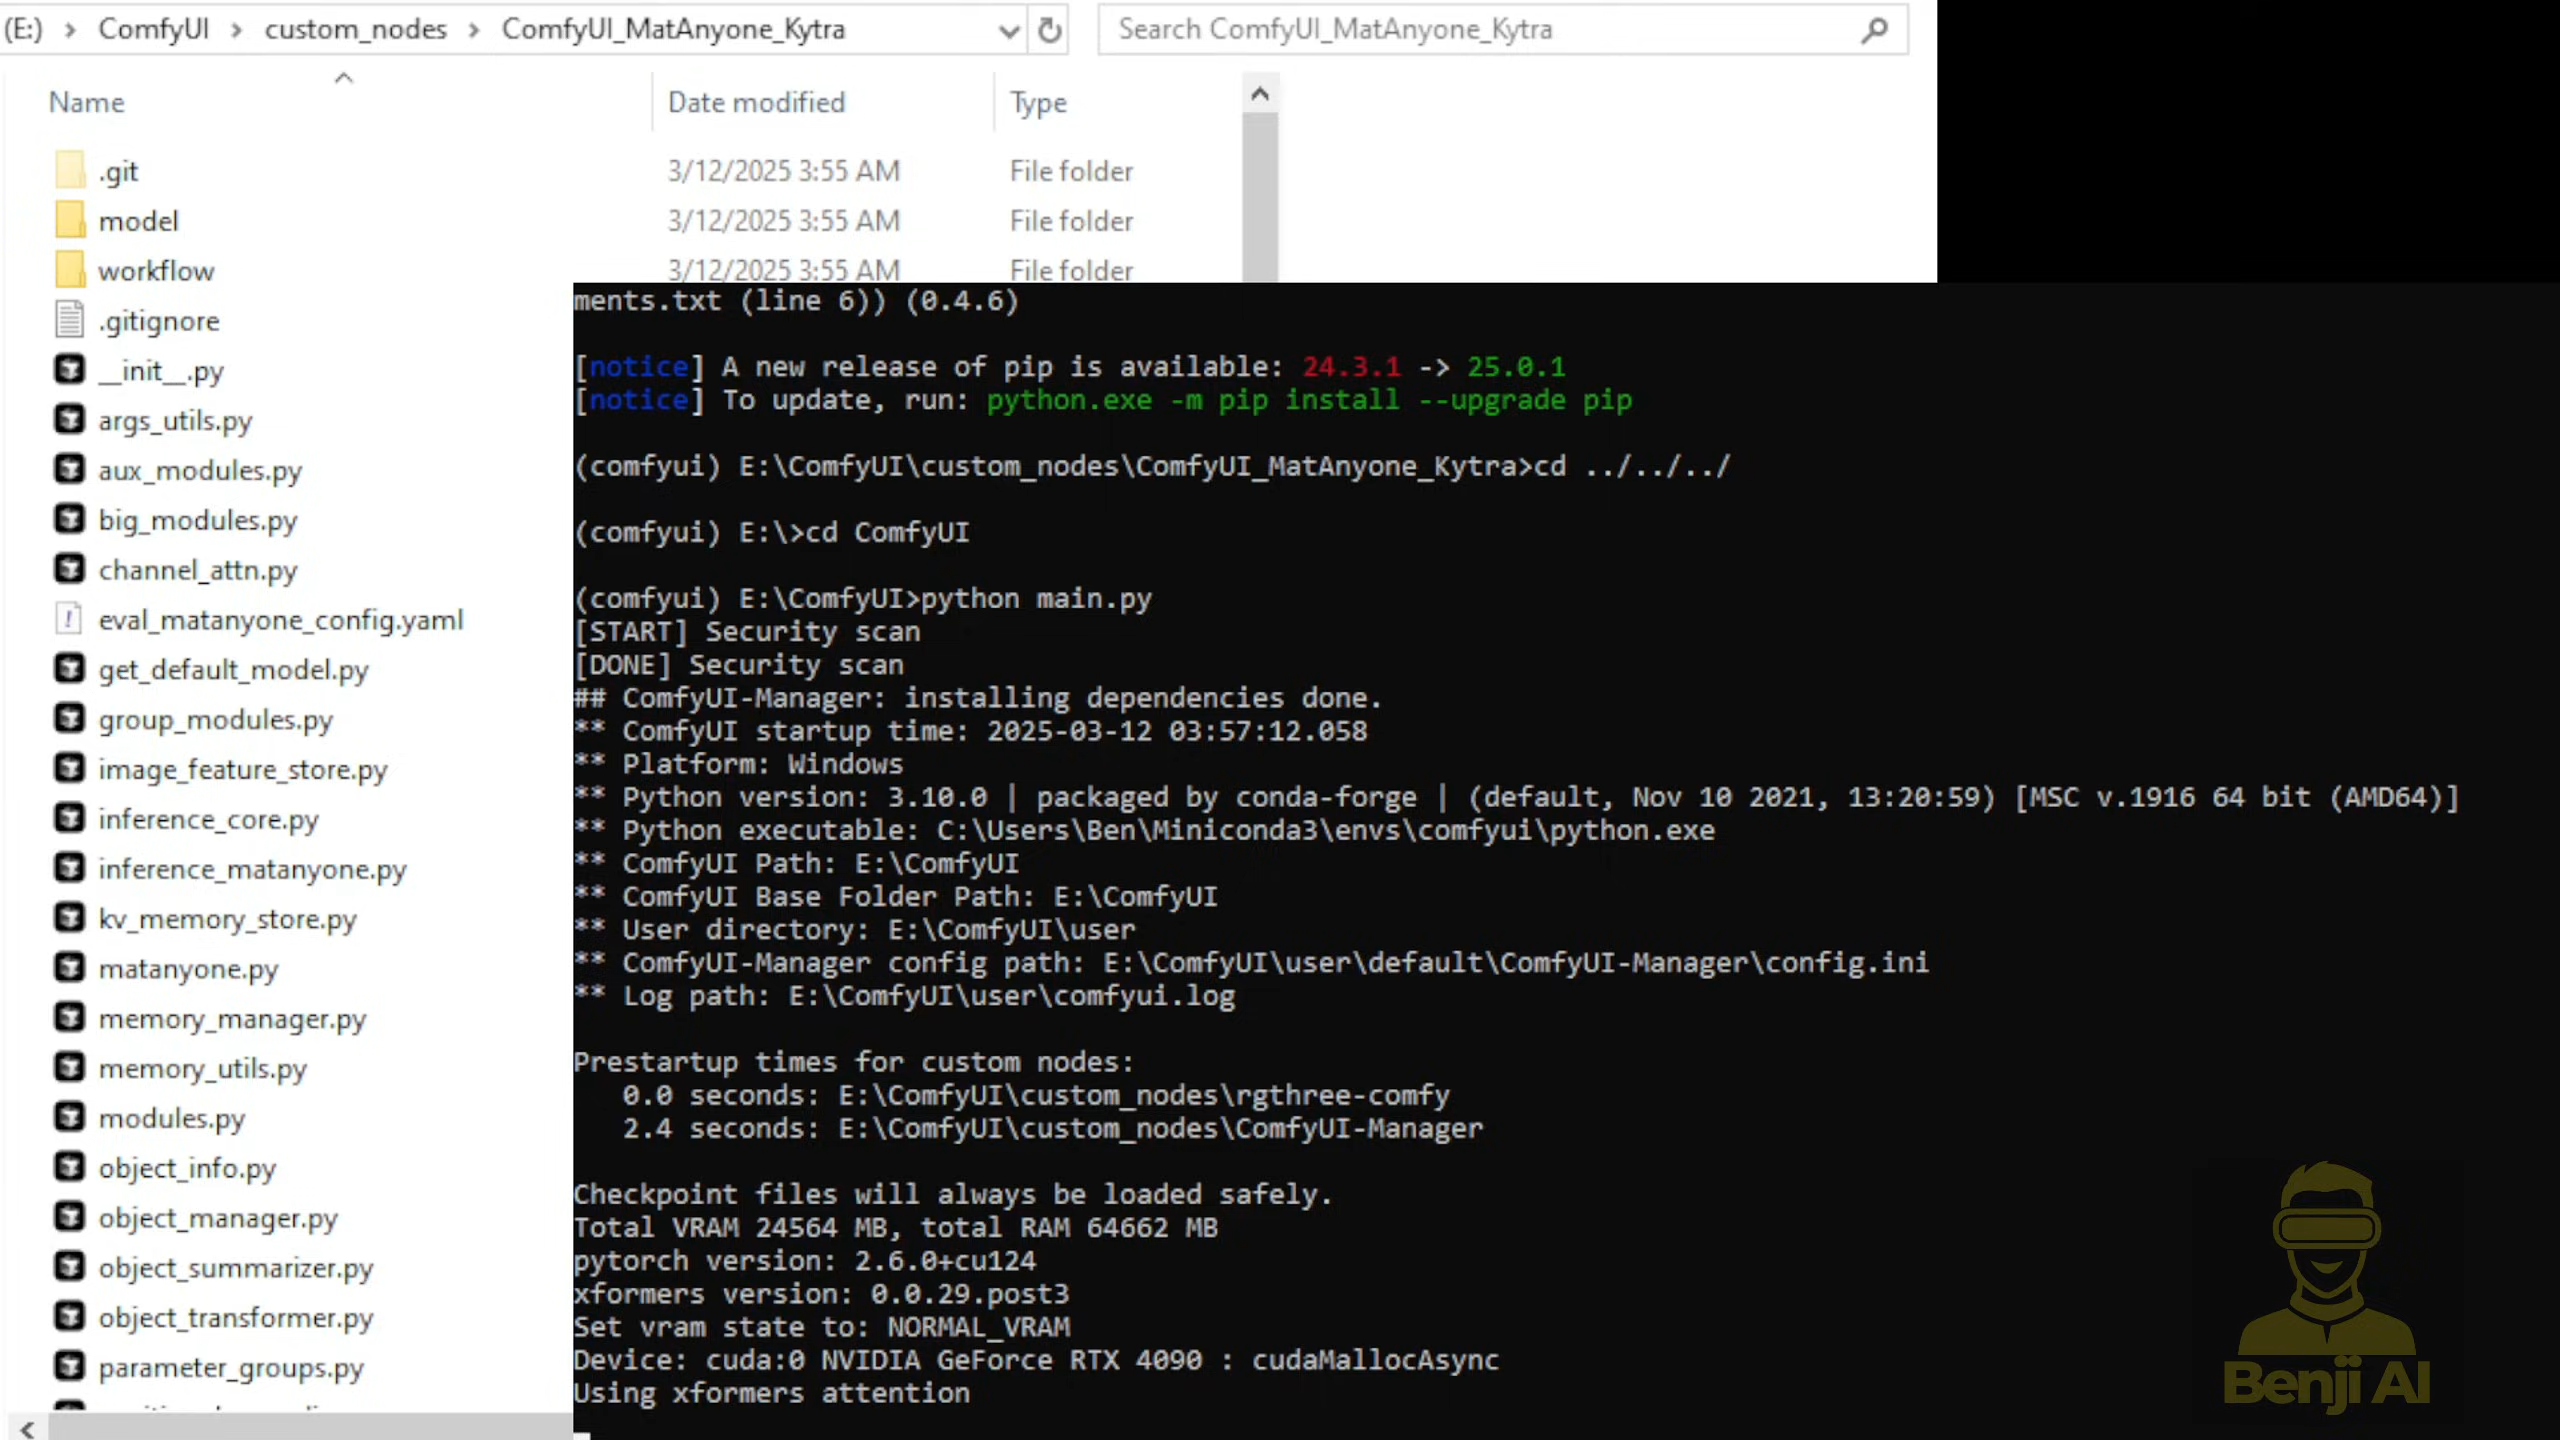 (E:) > ComfyUI > custom_nodes > ComfyUI_MatAnyone_Kytra
Search ComfyUI_MatAnyone_Kytra
Name Date modified Type
.git 3/12/2025 3:55 AM File folder
model 3/12/2025 3:55 AM File folder
workflow 3/12/2025 3:55 AM File folder
.gitignore
__init__.py
args_utils.py
aux_modules.py
big_modules.py
channel_attn.py
eval_matanyone_config.yaml
get_default_model.py
group_modules.py
image_feature_store.py
inference_core.py
inference_matanyone.py
kv_memory_store.py
matanyone.py
memory_manager.py
memory_utils.py
modules.py
object_info.py
object_manager.py
object_summarizer.py
object_transformer.py
parameter_groups.py
ments.txt (line 6)) (0.4.6)
[notice] A new release of pip is available: 24.3.1 -> 25.0.1
[notice] To update, run: python.exe -m pip install --upgrade pip
(comfyui) E:\ComfyUI\custom_nodes\ComfyUI_MatAnyone_Kytra>cd ../../../
(comfyui) E:\>cd ComfyUI
(comfyui) E:\ComfyUI>python main.py
[START] Security scan
[DONE] Security scan
## ComfyUI-Manager: installing dependencies done.
** ComfyUI startup time: 2025-03-12 03:57:12.058
** Platform: Windows
** Python version: 3.10.0 | packaged by conda-forge | (default, Nov 10 2021, 13:20:59) [MSC v.1916 64 bit (AMD64)]
** Python executable: C:\Users\Ben\Miniconda3\envs\comfyui\python.exe
** ComfyUI Path: E:\ComfyUI
** ComfyUI Base Folder Path: E:\ComfyUI
** User directory: E:\ComfyUI\user
** ComfyUI-Manager config path: E:\ComfyUI\user\default\ComfyUI-Manager\config.ini
** Log path: E:\ComfyUI\user\comfyui.log
Prestartup times for custom nodes:
0.0 seconds: E:\ComfyUI\custom_nodes\rgthree-comfy
2.4 seconds: E:\ComfyUI\custom_nodes\ComfyUI-Manager
Checkpoint files will always be loaded safely.
Total VRAM 24564 MB, total RAM 64662 MB
pytorch version: 2.6.0+cu124
xformers version: 0.0.29.post3
Set vram state to: NORMAL_VRAM
Device: cuda:0 NVIDIA GeForce RTX 4090 : cudaMallocAsync
Using xformers attention
Benji AI